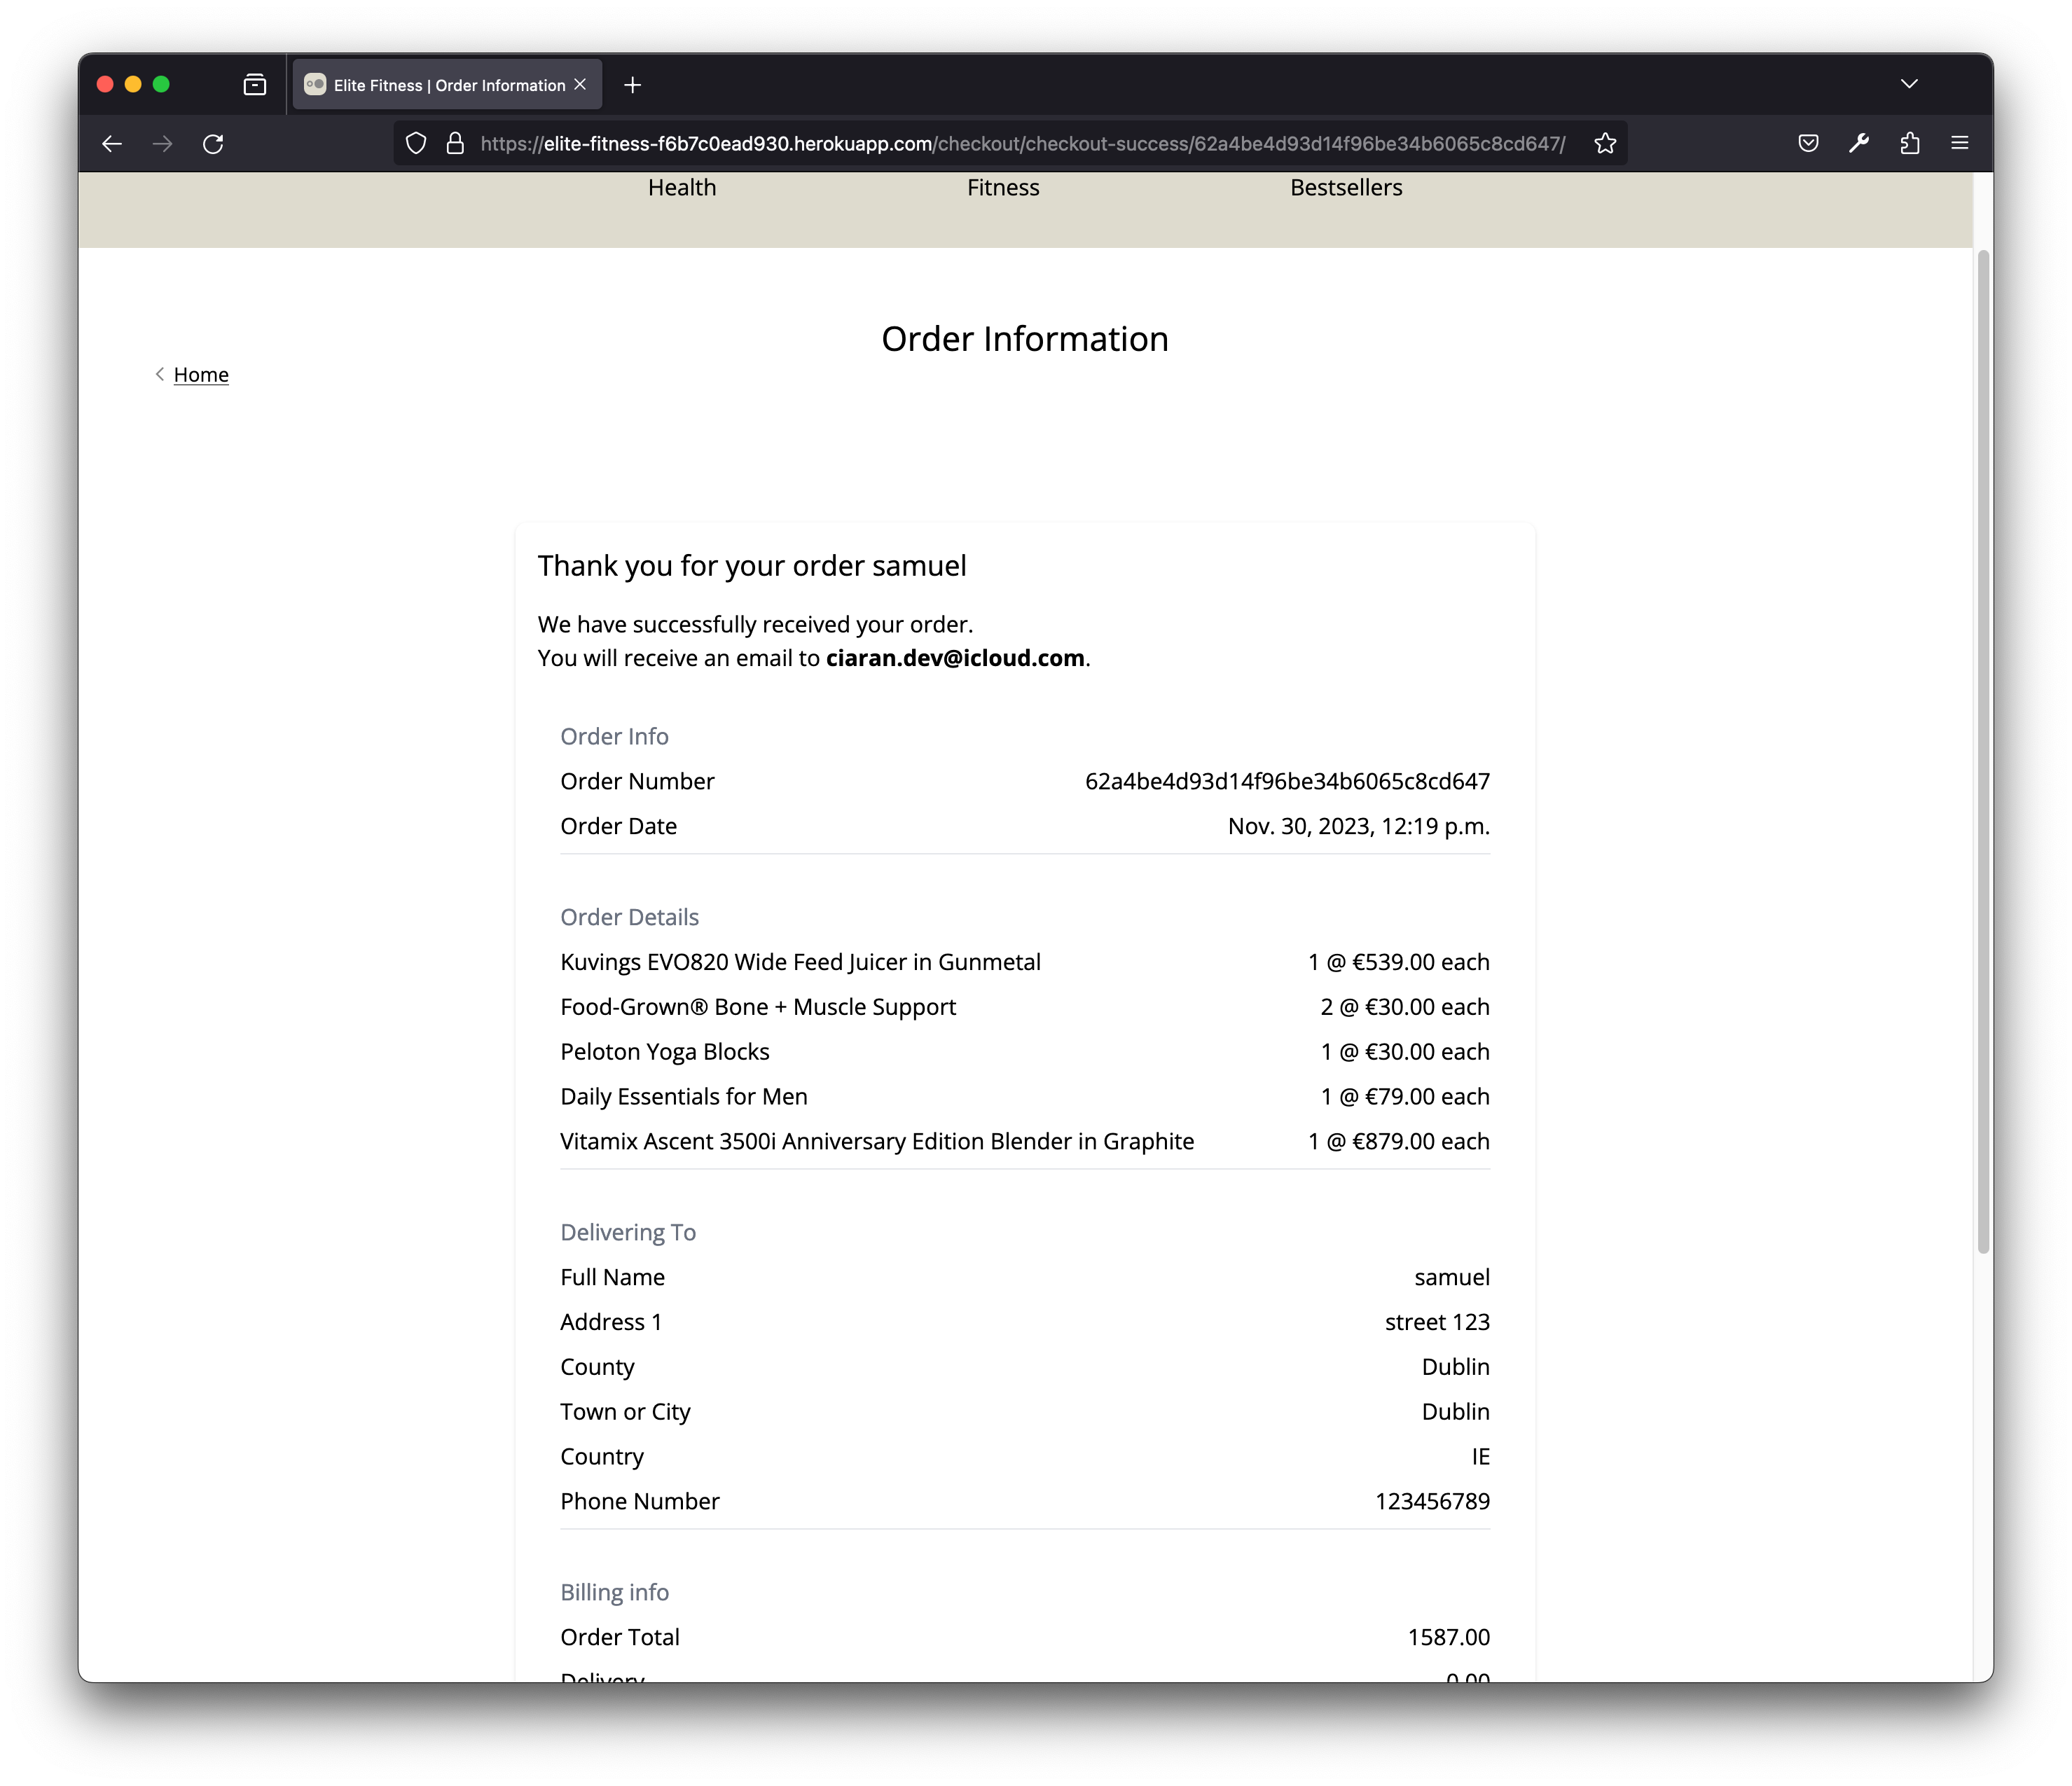 Elite Fitness | Order Information
https://elite-fitness-f6b7c0ead930.herokuapp.com/checkout/checkout-success/62a4be4d93d14f96be34b6065c8cd647/
Health Fitness Bestsellers
Order Information
Home
Thank you for your order samuel
We have successfully received your order.
You will receive an email to ciaran.dev@icloud.com.
Order Info
Order Number 62a4be4d93d14f96be34b6065c8cd647
Order Date Nov. 30, 2023, 12:19 p.m.
Order Details
Kuvings EVO820 Wide Feed Juicer in Gunmetal 1 @ €539.00 each
Food-Grown® Bone + Muscle Support 2 @ €30.00 each
Peloton Yoga Blocks 1 @ €30.00 each
Daily Essentials for Men 1 @ €79.00 each
Vitamix Ascent 3500i Anniversary Edition Blender in Graphite 1 @ €879.00 each
Delivering To
Full Name samuel
Address 1 street 123
County Dublin
Town or City Dublin
Country IE
Phone Number 123456789
Billing info
Order Total 1587.00
Delivery 0.00